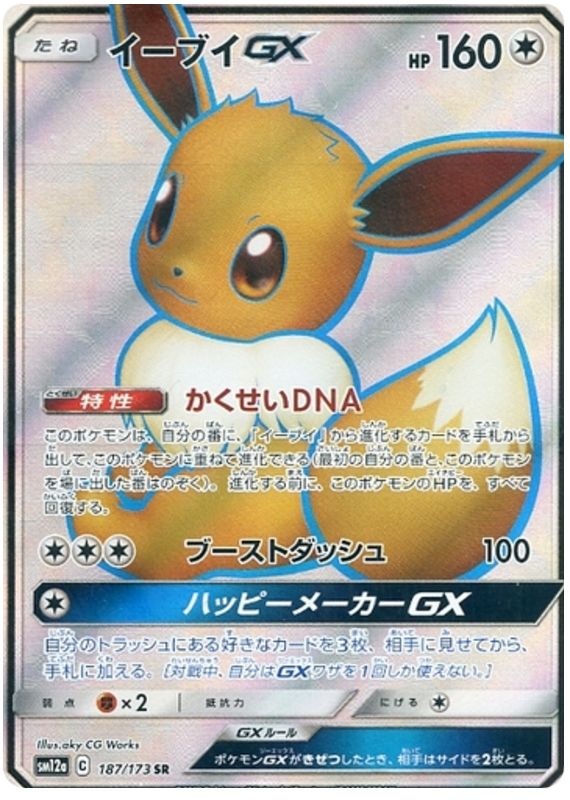 たね イーブイGX HP 160
とくせい
特性 かくせいDNA
このポケモンは、自分の番に、「イーブイ」から進化するカードを手札から
出して、このポケモンに重ねて進化できる(最初の自分の番と、このポケモン
を場に出した番はのぞく)。進化する前に、このポケモンのHPを、すべて
回復する。
ブーストダッシュ 100
ハッピーメーカーGX
自分のトラッシュにある好きなカードを3枚、相手に見せてから、
手札に加える。[対戦中、自分はGXワザを1回しか使えない。]
弱点 ×2 抵抗力 にげる
GXルール
ポケモンGXがきぜつしたとき、相手はサイドを2枚とる。
Illus.aky CG Works
SM12a C 187/173 SR